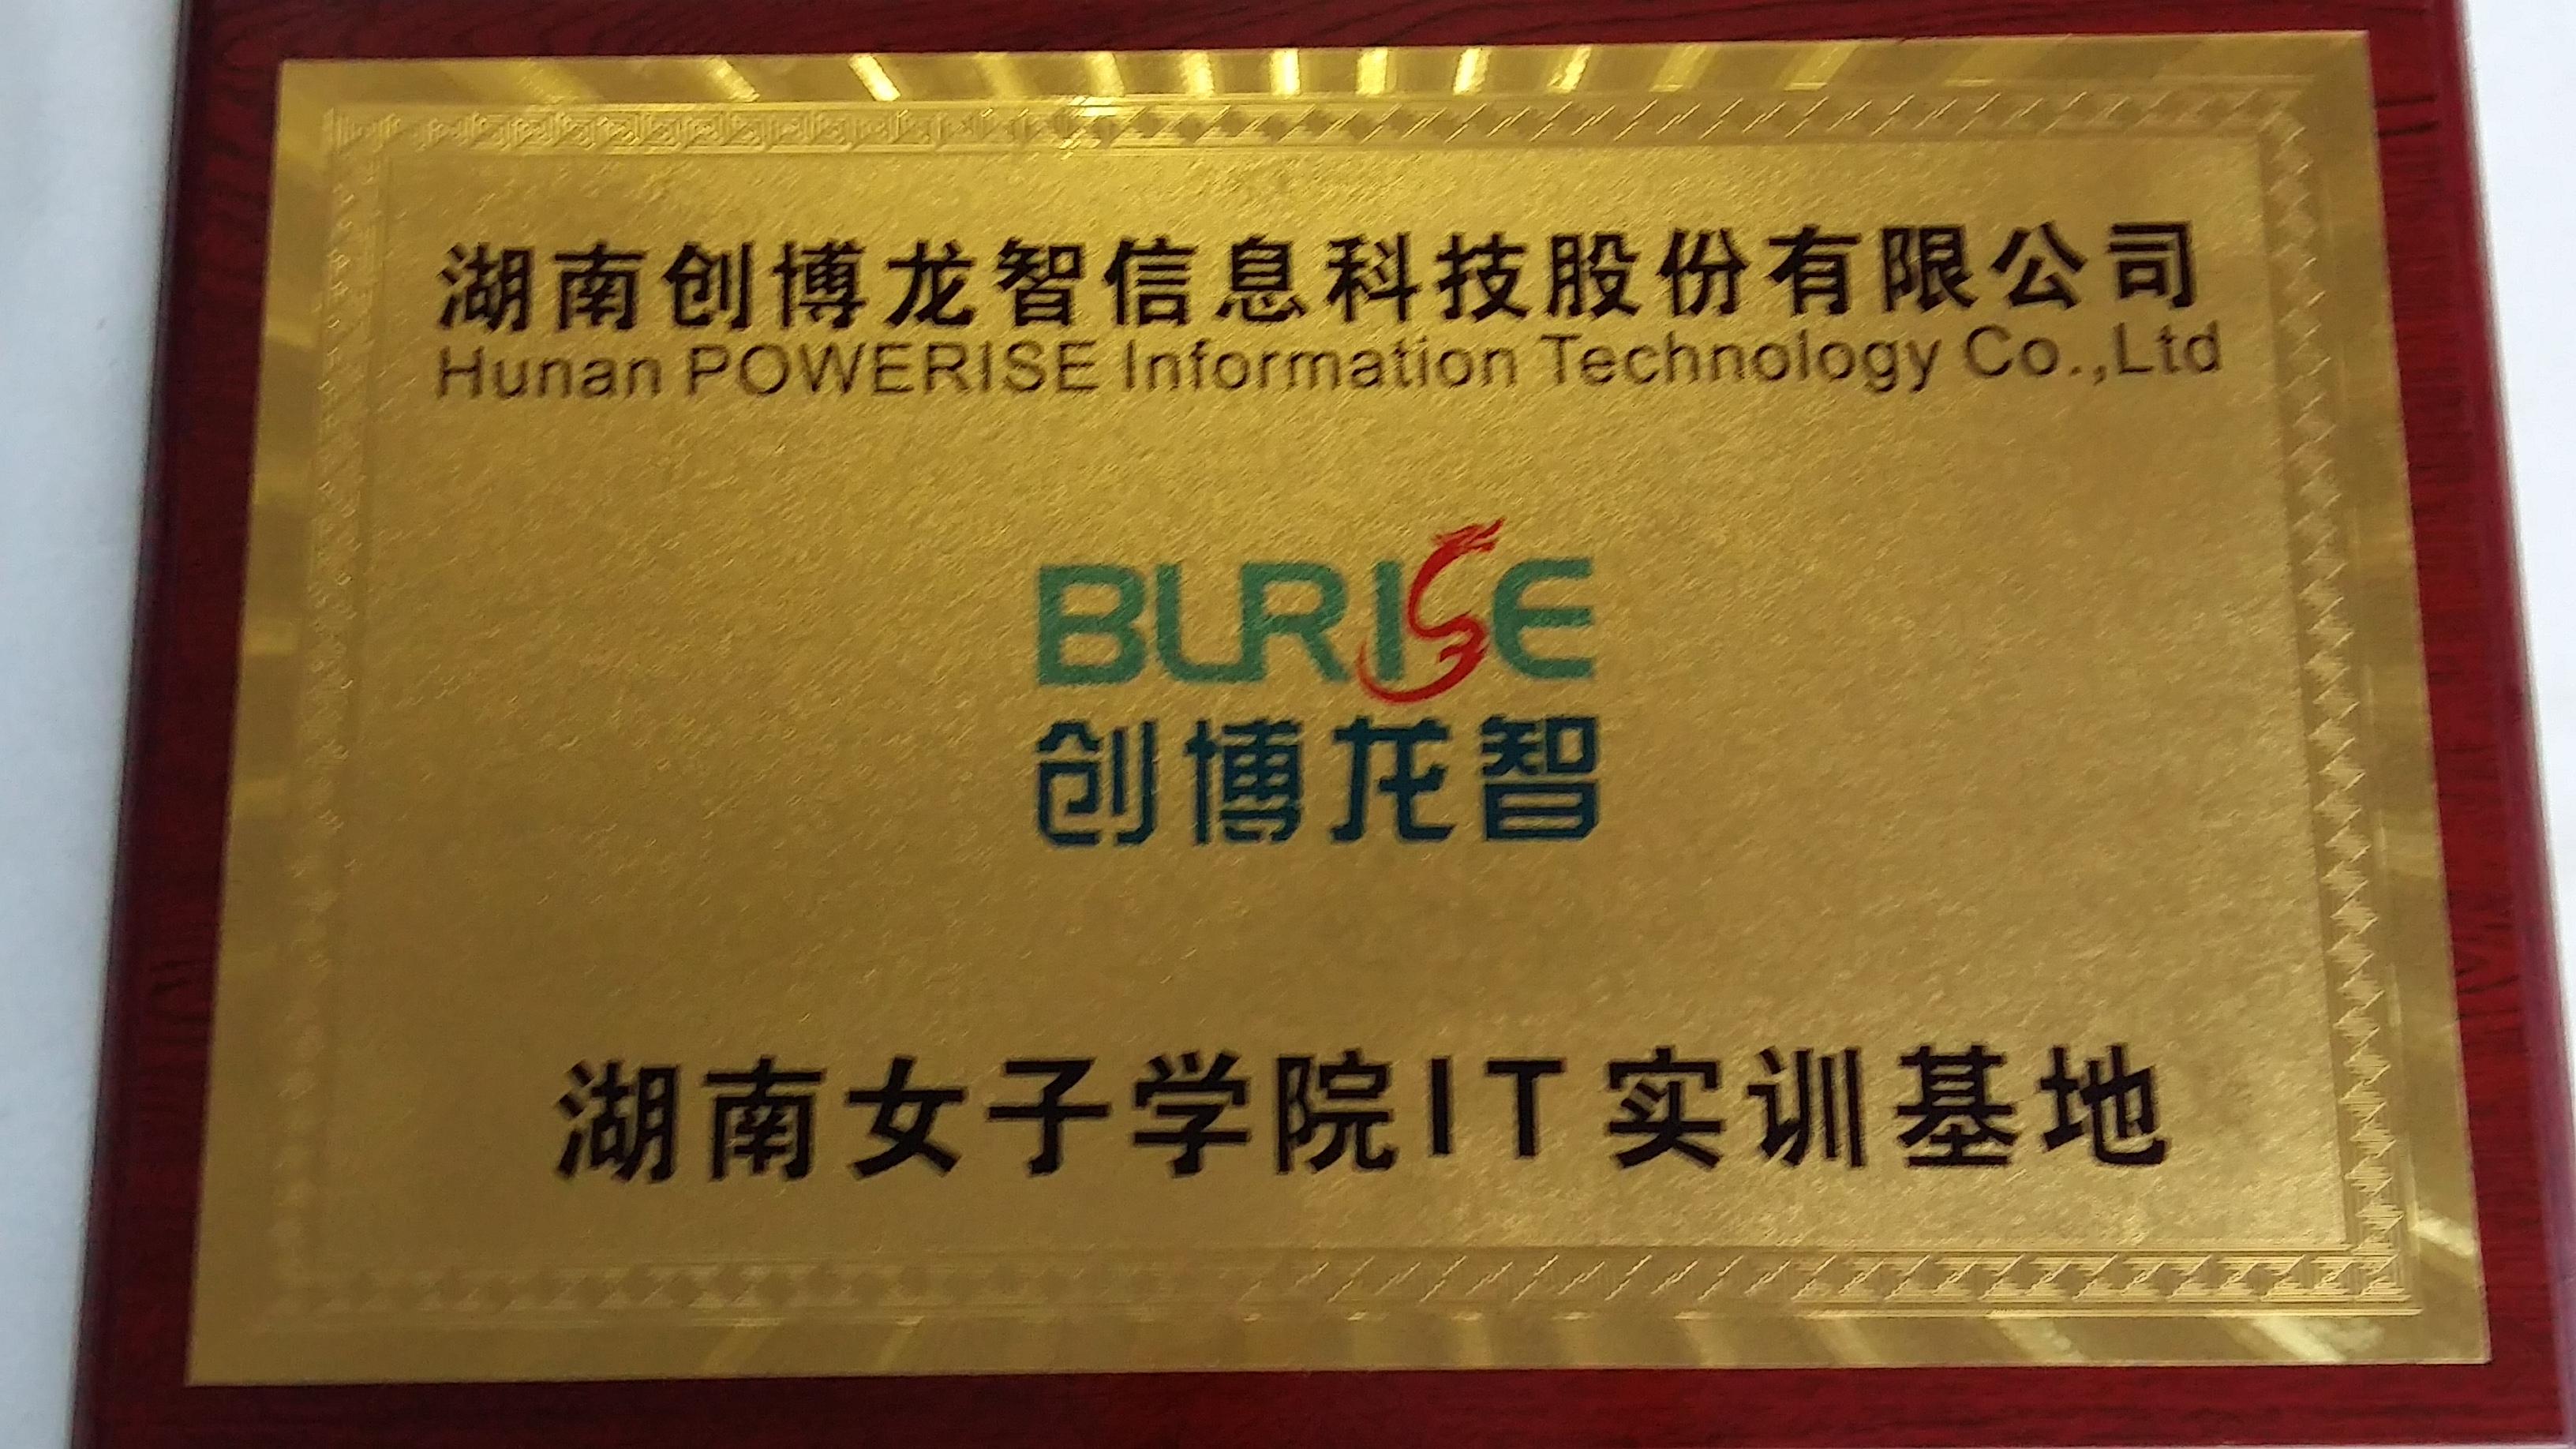 湖南创博龙智信息科技股份有限公司
Hunan POWERISE Information Technology Co.,Ltd
BURISE
创博龙智
湖南女子学院IT实训基地